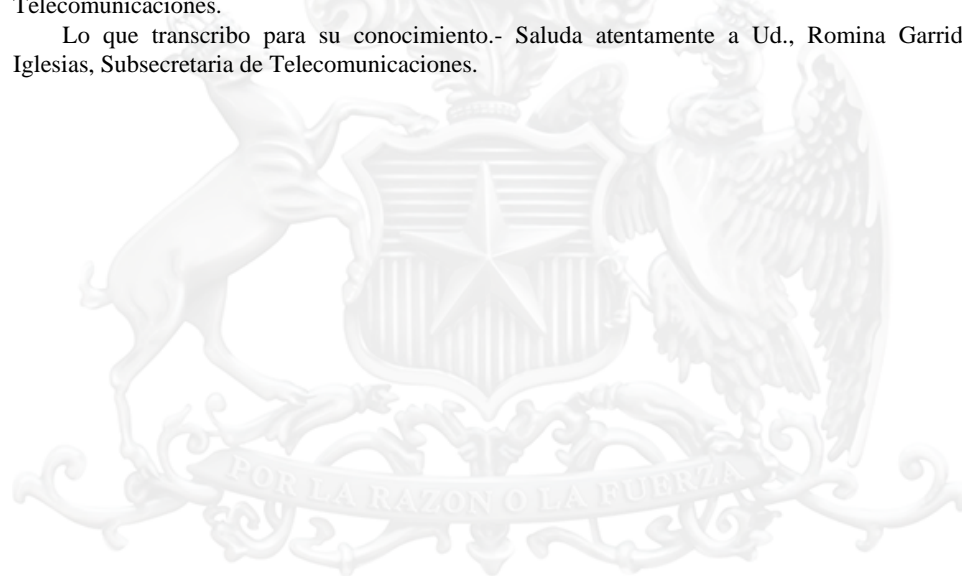 Telecomunicaciones.
Lo que transcribo para su conocimiento.- Saluda atentamente a Ud., Romina Garrid
Iglesias, Subsecretaria de Telecomunicaciones.
POR LA RAZON O LA FUERZA